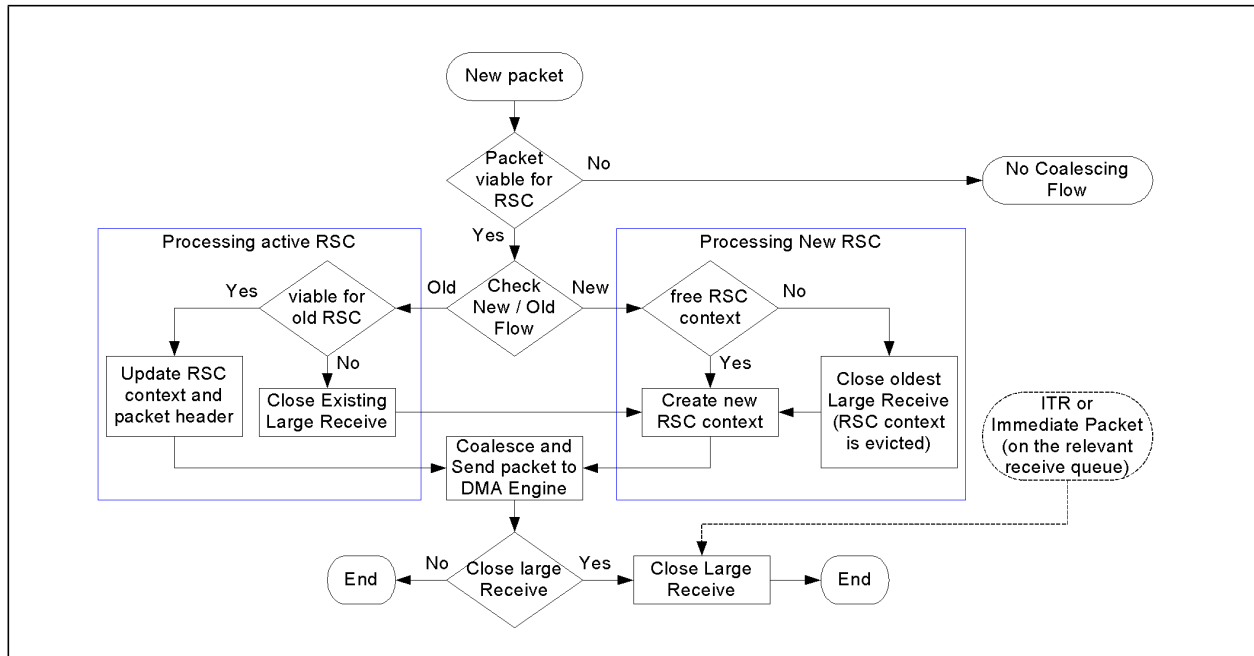 New packet
Packet
viable for
RSC
No
No Coalescing
Flow
Yes
Processing active RSC
Processing New RSC
Yes
viable for
old RSC
Old
Check
New / Old
Flow
New
free RSC
context
No
No
Yes
Update RSC
context and
packet header
Close Existing
Large Receive
Create new
RSC context
Close oldest
Large Receive
(RSC context
is evicted)
ITR or
Immediate Packet
(on the relevant
receive queue)
Coalesce and
Send packet to
DMA Engine
End
No
Close large
Receive
Yes
Close Large
Receive
End